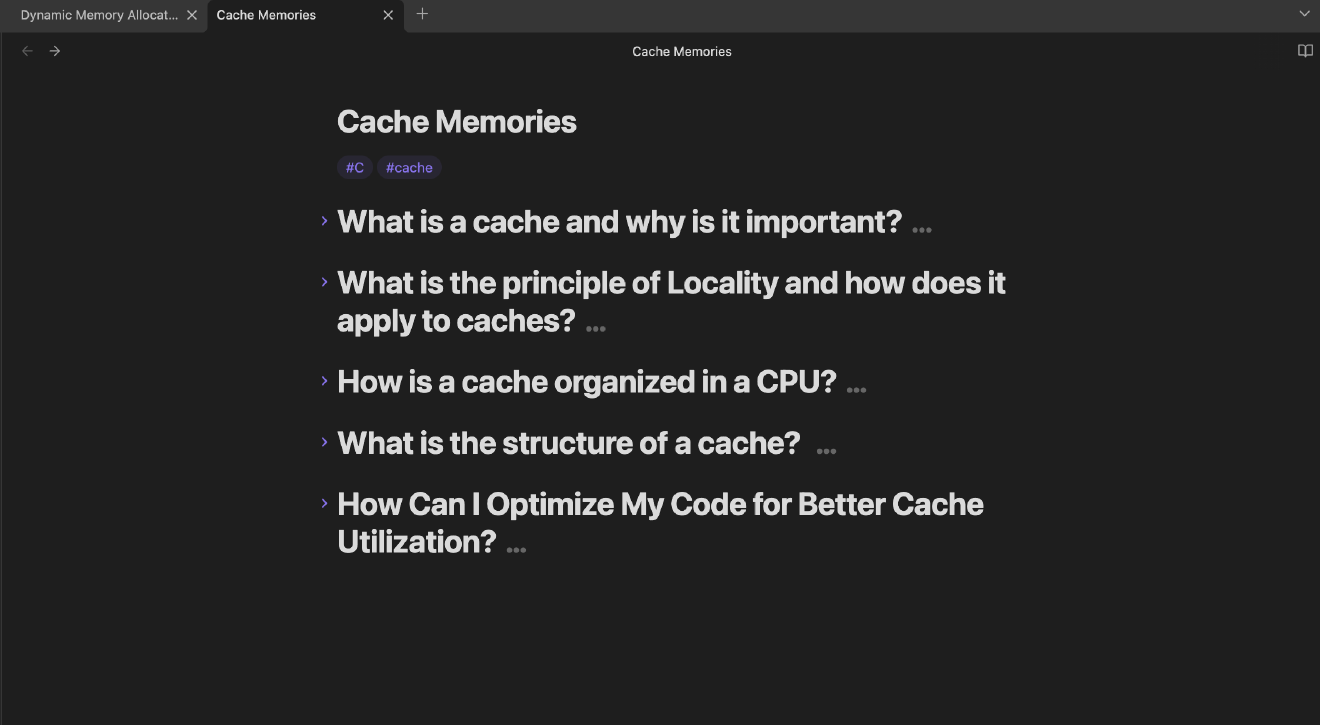 Dynamic Memory Allocat...
Cache Memories
Cache Memories
Cache Memories
#C #cache
What is a cache and why is it important? ...
What is the principle of Locality and how does it
apply to caches? ...
How is a cache organized in a CPU? ...
What is the structure of a cache? ...
How Can I Optimize My Code for Better Cache
Utilization? ...